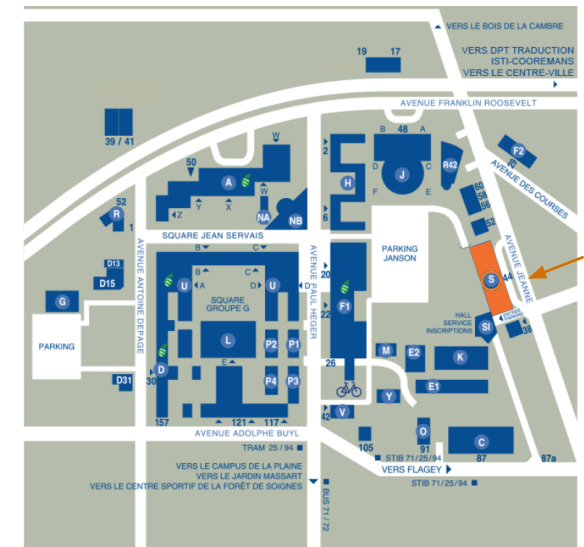 VERS LE BOIS DE LA CAMBRE
VERS DPT TRADUCTION
ISTI-COOREMANS
VERS LE CENTRE-VILLE
19 17
AVENUE FRANKLIN ROOSEVELT
39 / 41
50
W
2
B 48 A
F2
A
H
D J C
R42
AVENUE DES COURSES
52
R
W
60
58
56
F E
Z Y X
NA
NB
6
52
1
SQUARE JEAN SERVAIS
AVENUE ANTOINE DEPAGE
B C
PARKING
JANSON
AVENUE JEANNE
D13
D15
B C
20
S
44
U A
D U D
G
SQUARE
GROUPE G
AVENUE PAUL HEGER
22
F1
HALL
SERVICE
INSCRIPTIONS
SI
38
PARKING
L
P2 P1
M
E2
K
E
D31
30
D
P4 P3
26
E1
Y
157
121 117
42
V
O
C
AVENUE ADOLPHE BUYL
105
91
87
87a
TRAM 25 / 94
STIB 71 / 25 / 94
VERS LE CAMPUS DE LA PLAINE
VERS LE JARDIN MASSART
VERS LE CENTRE SPORTIF DE LA FORÊT DE SOIGNES
VERS FLAGEY
STIB 71 / 25 / 94
BUS 71 / 72